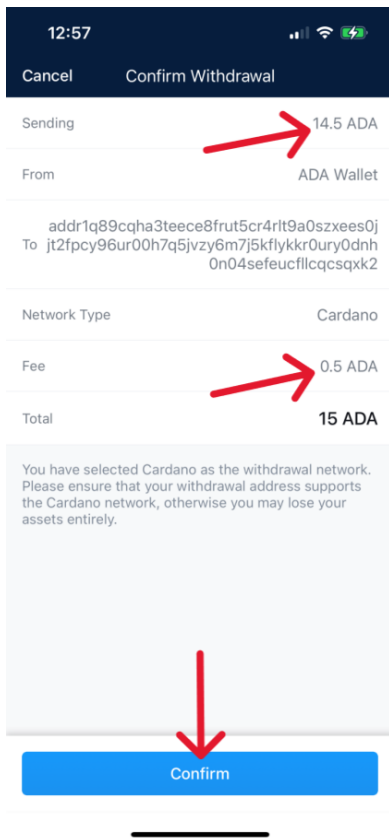 12:57
Cancel Confirm Withdrawal
Sending 14.5 ADA
From ADA Wallet
addr1q89cqha3teece8frut5cr4rlt9a0szxees0j
To jt2fpcy96ur00h7q5jvzy6m7j5kflykkr0ury0dnh
0n04sefeucfllcqcsqxk2
Network Type Cardano
Fee 0.5 ADA
Total 15 ADA
You have selected Cardano as the withdrawal network.
Please ensure that your withdrawal address supports
the Cardano network, otherwise you may lose your
assets entirely.
Confirm